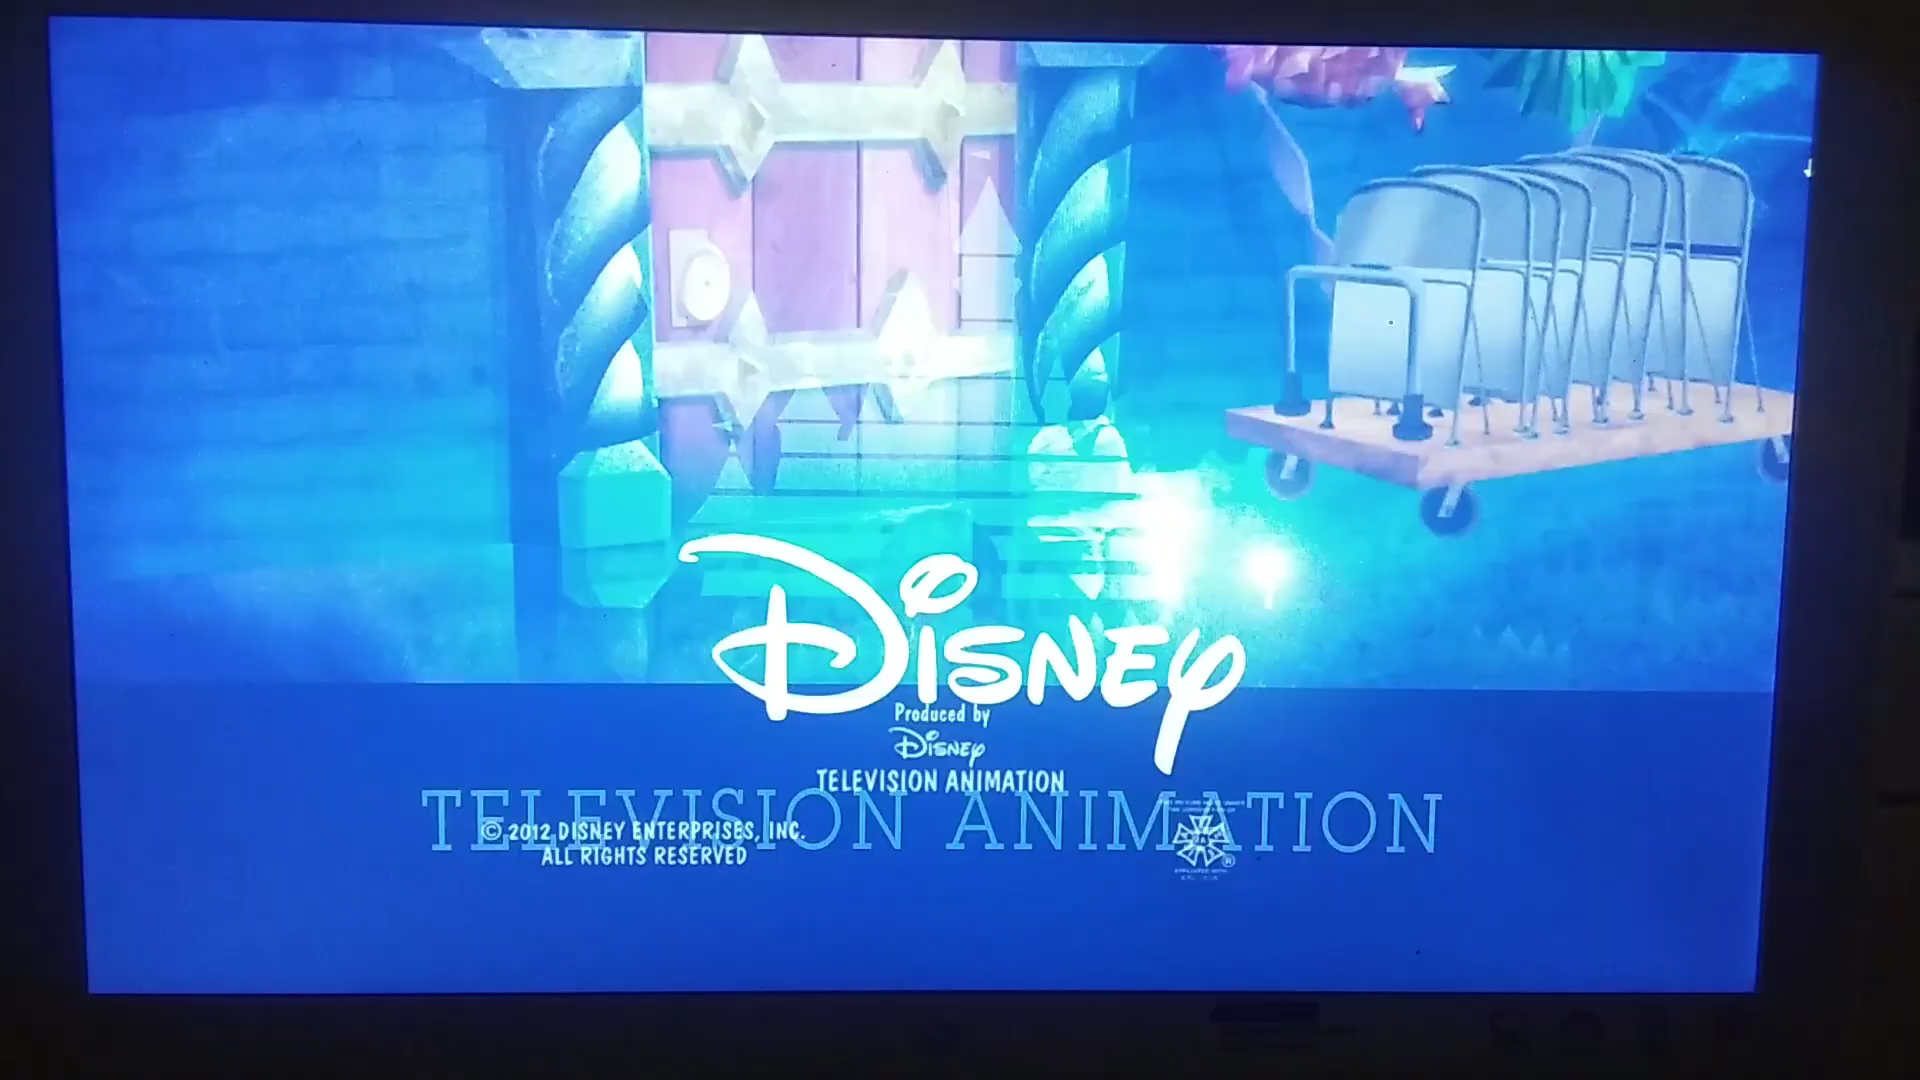 DISNEY
Produced by
DISNEY
TELEVISION ANIMATION
TELEVISION ANIMATION
© 2012 DISNEY ENTERPRISES, INC.
ALL RIGHTS RESERVED
®